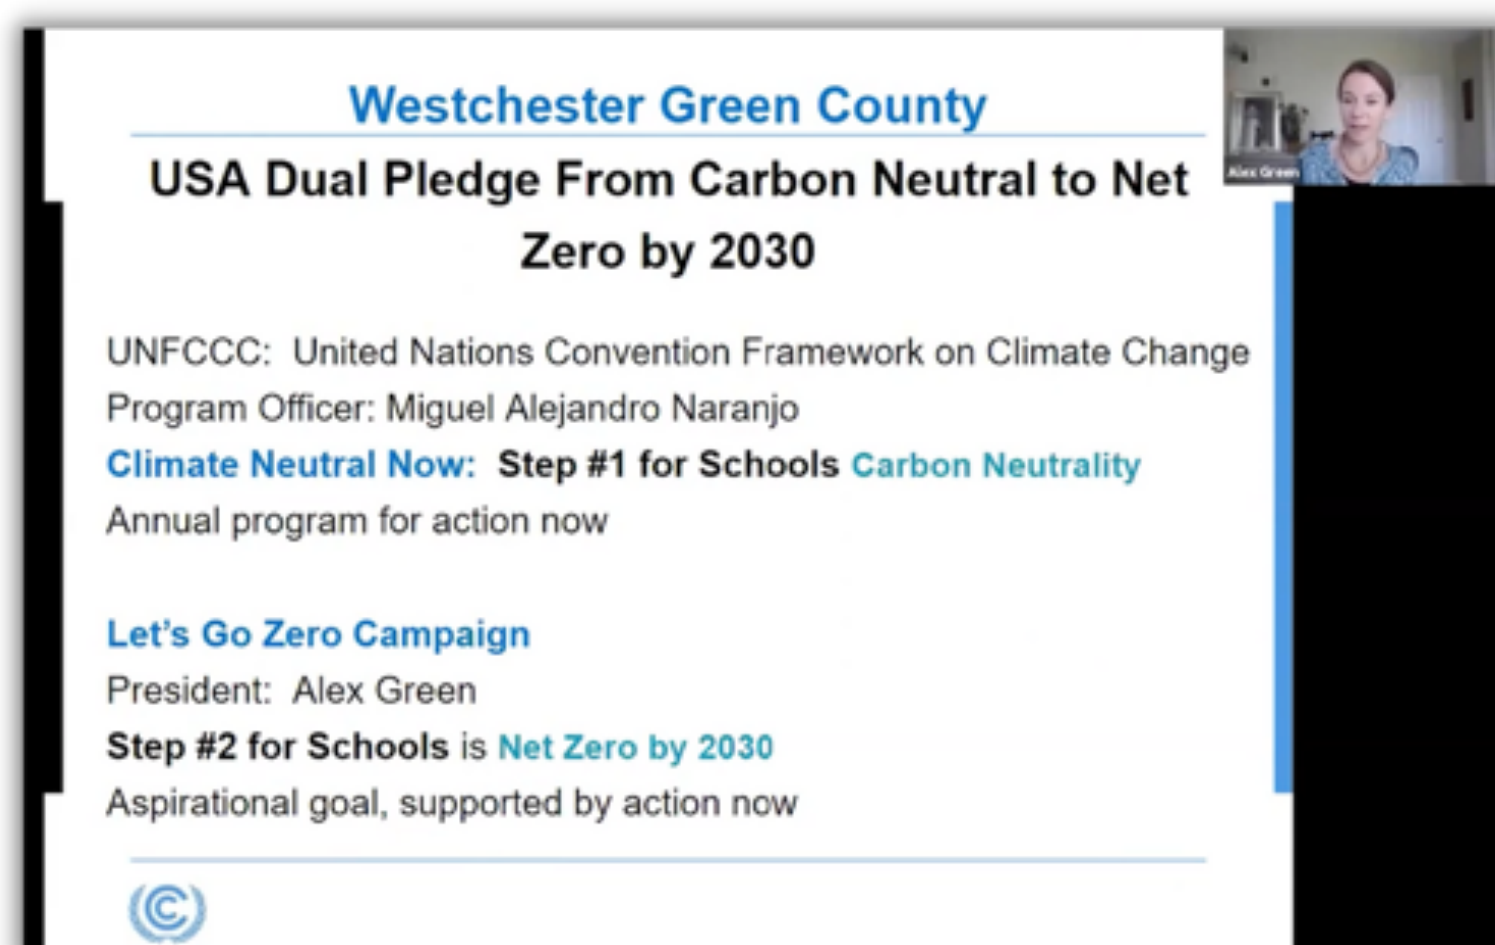 Westchester Green County
USA Dual Pledge From Carbon Neutral to Net
Zero by 2030
Alex Green
UNFCCC: United Nations Convention Framework on Climate Change
Program Officer: Miguel Alejandro Naranjo
Climate Neutral Now: Step #1 for Schools Carbon Neutrality
Annual program for action now
Let's Go Zero Campaign
President: Alex Green
Step #2 for Schools is Net Zero by 2030
Aspirational goal, supported by action now